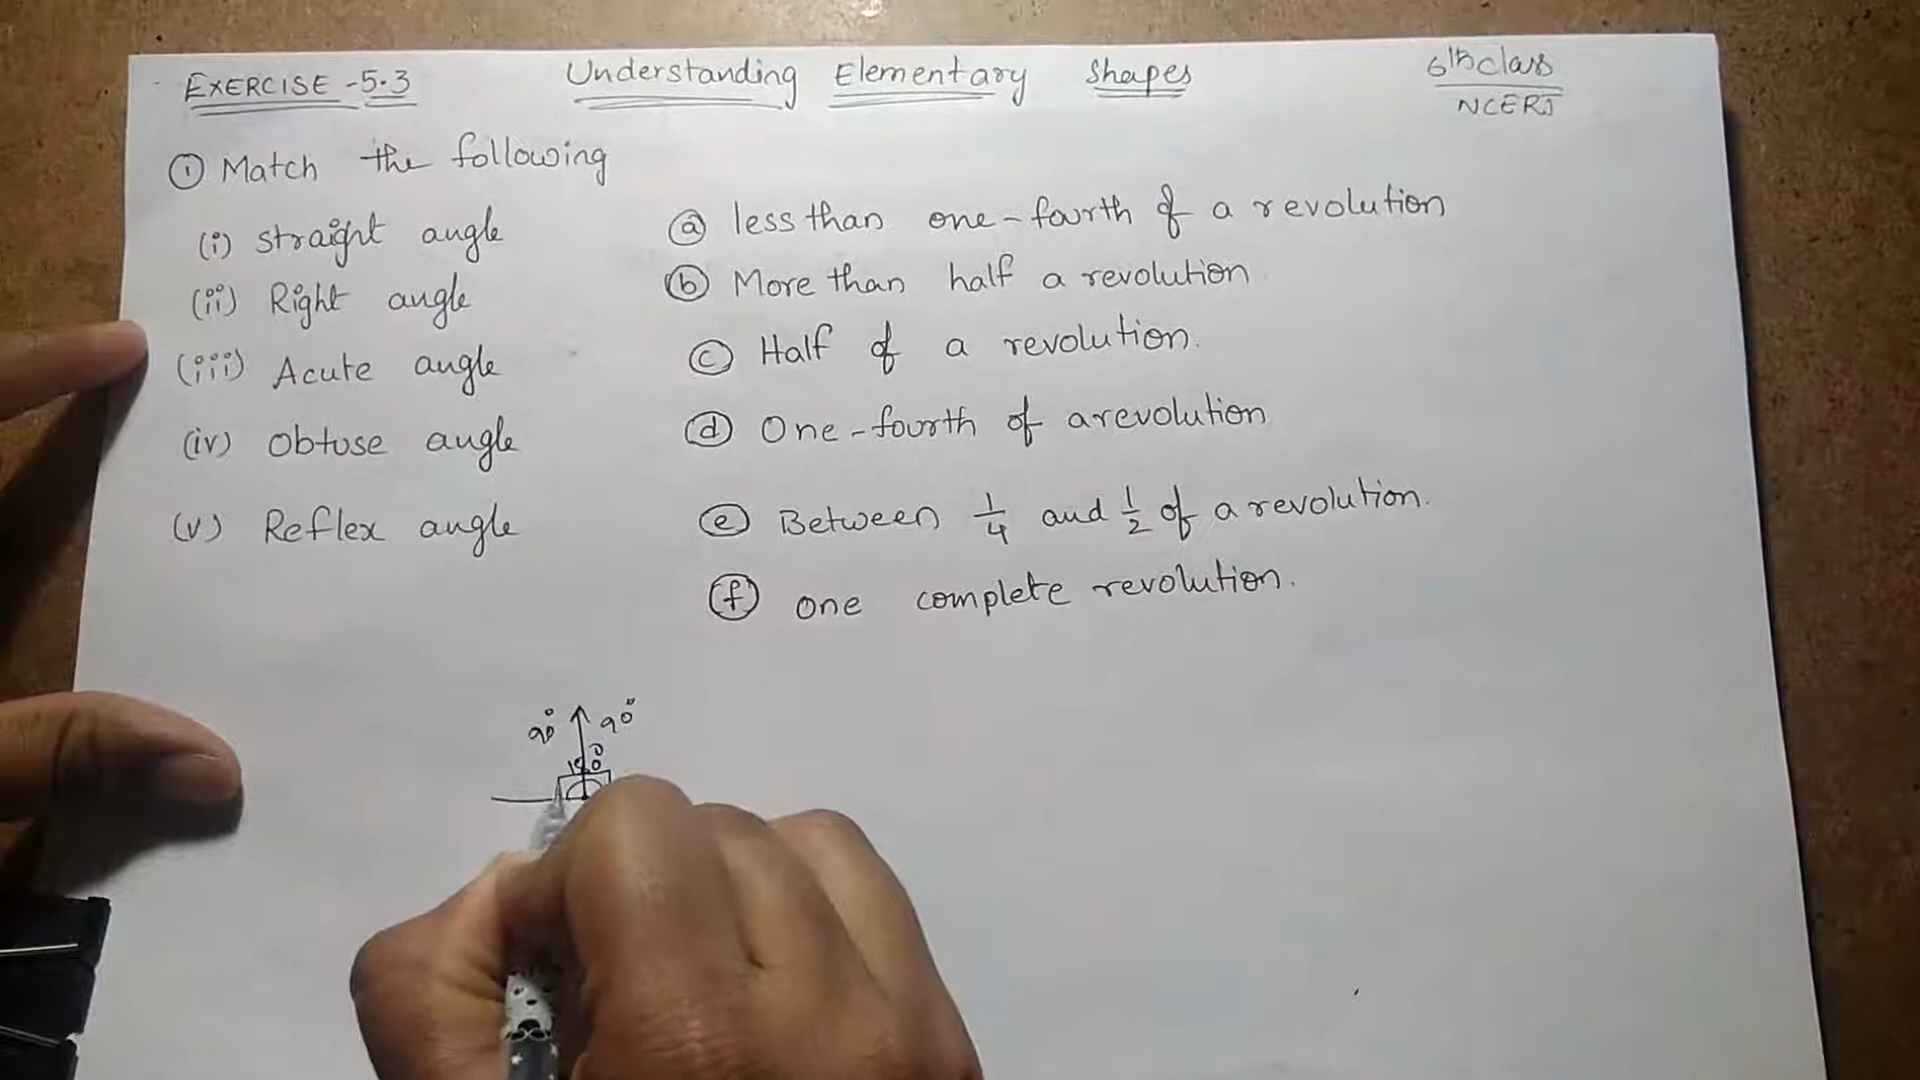 EXERCISE -5.3 Understanding Elementary Shapes 6th Class
NCERT
① Match the following
(i) straight angle ⓐ less than one-fourth of a revolution
(ii) Right angle ⓑ More than half a revolution
(iii) Acute angle ⓒ Half of a revolution.
(iv) Obtuse angle ⓓ One-fourth of a revolution
(v) Reflex angle ⓔ Between 1/4 and 1/2 of a revolution.
ⓕ one complete revolution.
90° 90°
180°